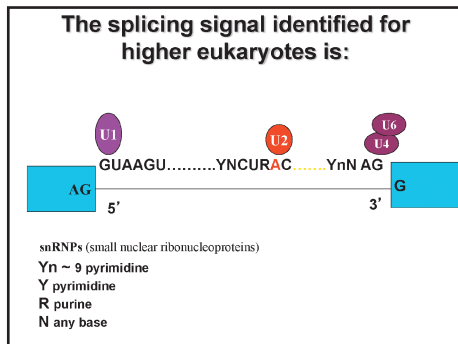 The splicing signal identified for
higher eukaryotes is:
U1
U2
U6
U4
GUAAGU..........YNCURAC.......YnN AG
AG
G
5'
3'
snRNPs (small nuclear ribonucleoproteins)
Yn ~ 9 pyrimidine
Y pyrimidine
R purine
N any base